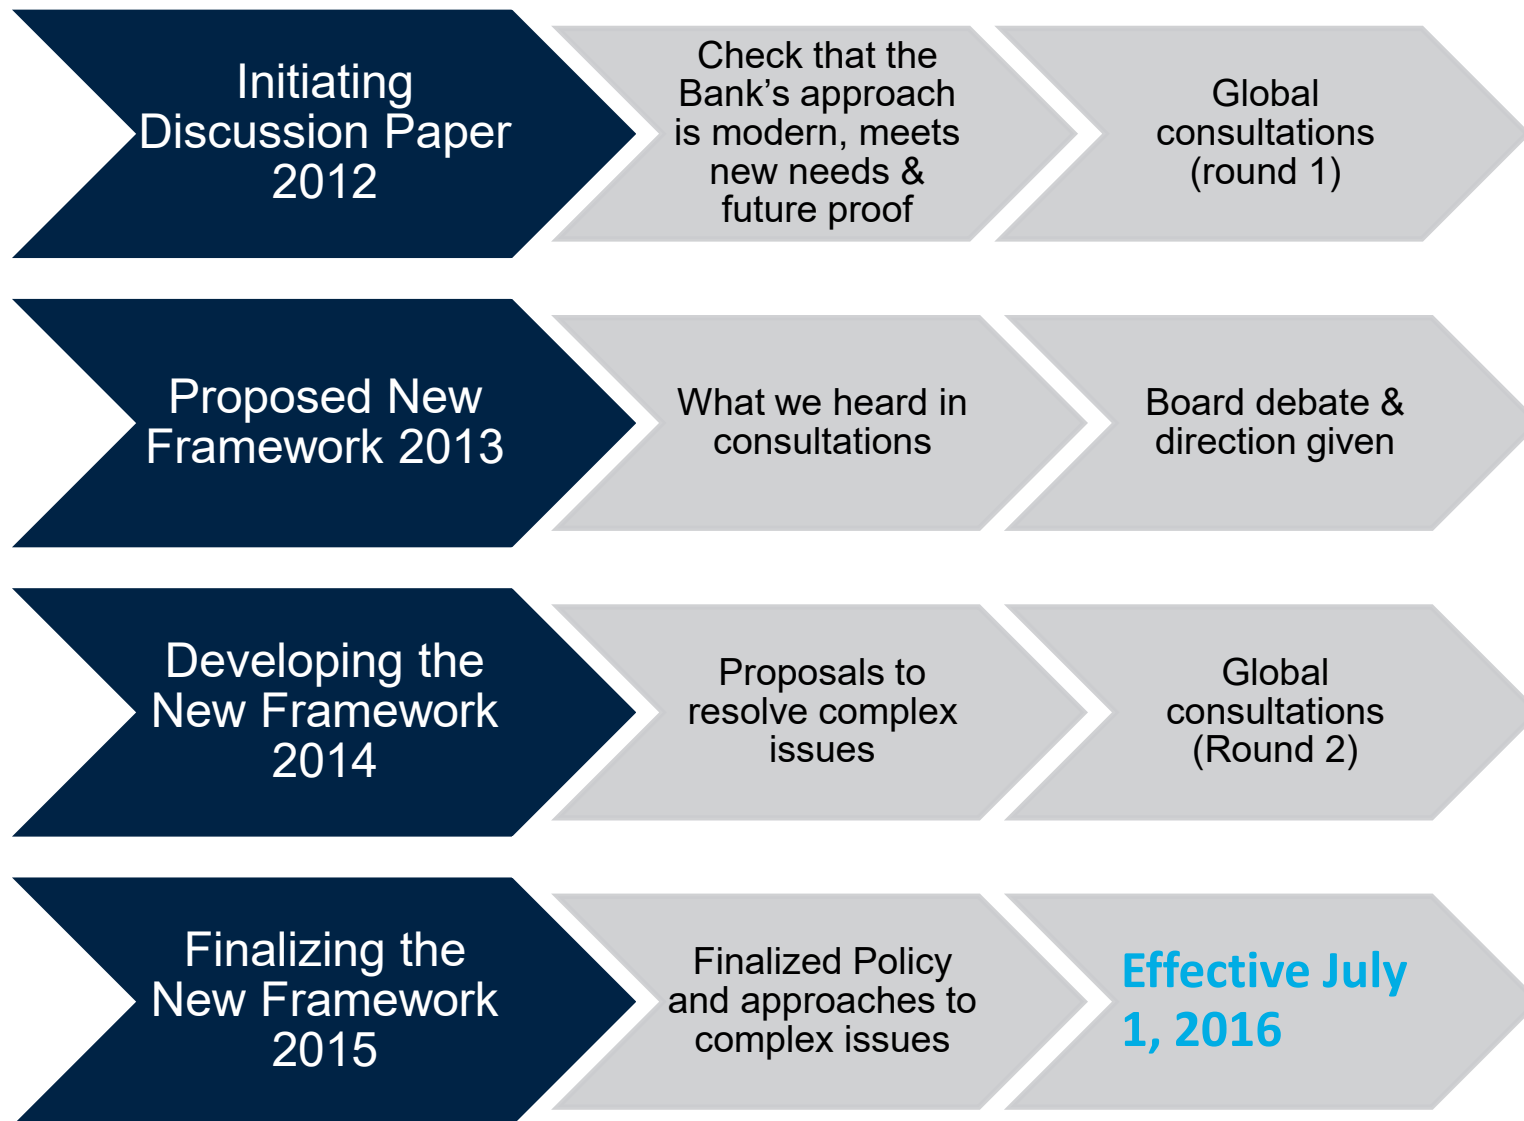 Initiating
Discussion Paper
2012
Check that the
Bank’s approach
is modern, meets
new needs &
future proof
Global
consultations
(round 1)
Proposed New
Framework 2013
What we heard in
consultations
Board debate &
direction given
Developing the
New Framework
2014
Proposals to
resolve complex
issues
Global
consultations
(Round 2)
Finalizing the
New Framework
2015
Finalized Policy
and approaches to
complex issues
Effective July
1, 2016